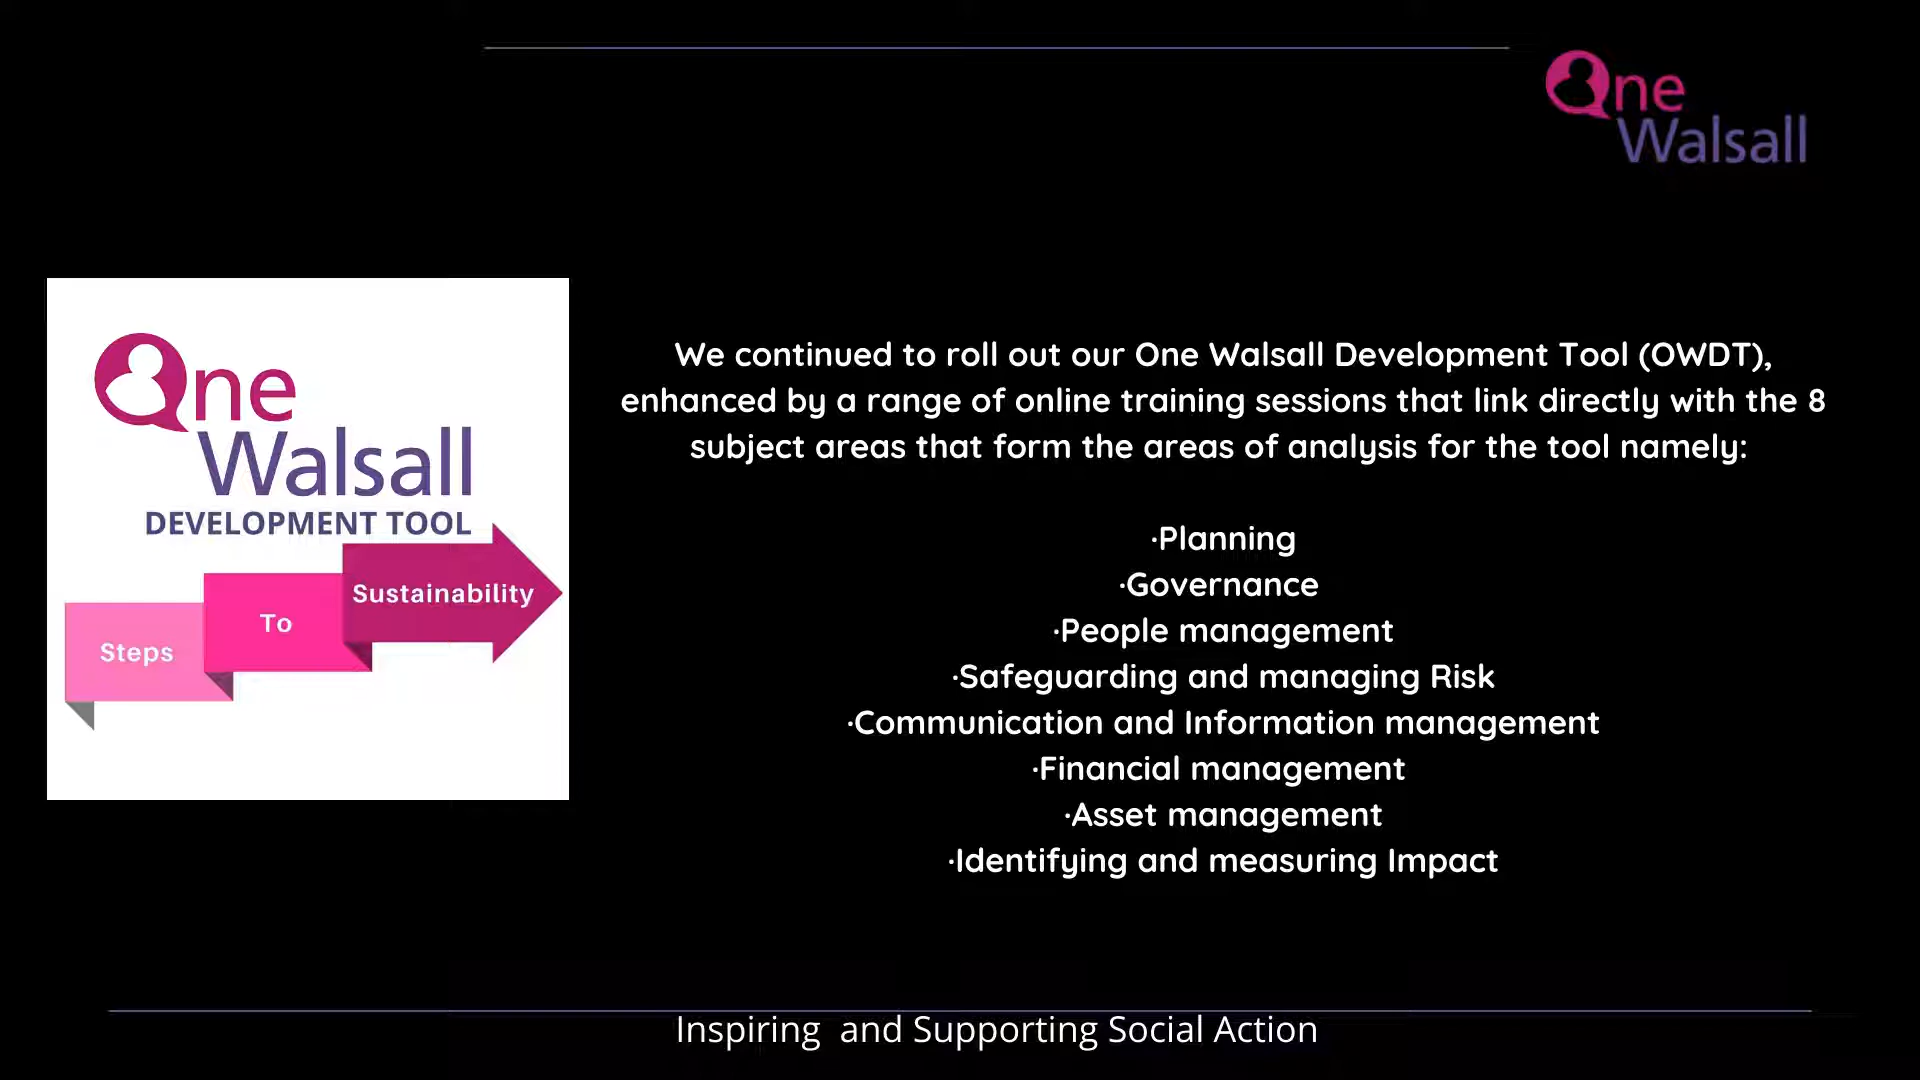 One
Walsall
One
Walsall
DEVELOPMENT TOOL
Steps
To
Sustainability
We continued to roll out our One Walsall Development Tool (OWDT),
enhanced by a range of online training sessions that link directly with the 8
subject areas that form the areas of analysis for the tool namely:
·Planning
·Governance
·People management
·Safeguarding and managing Risk
·Communication and Information management
·Financial management
·Asset management
·Identifying and measuring Impact
Inspiring  and Supporting Social Action